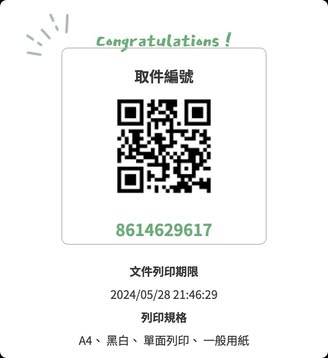 Congratulations!
取件編號
8614629617
文件列印期限
2024/05/28 21:46:29
列印規格
A4、黑白、單面列印、一般用紙